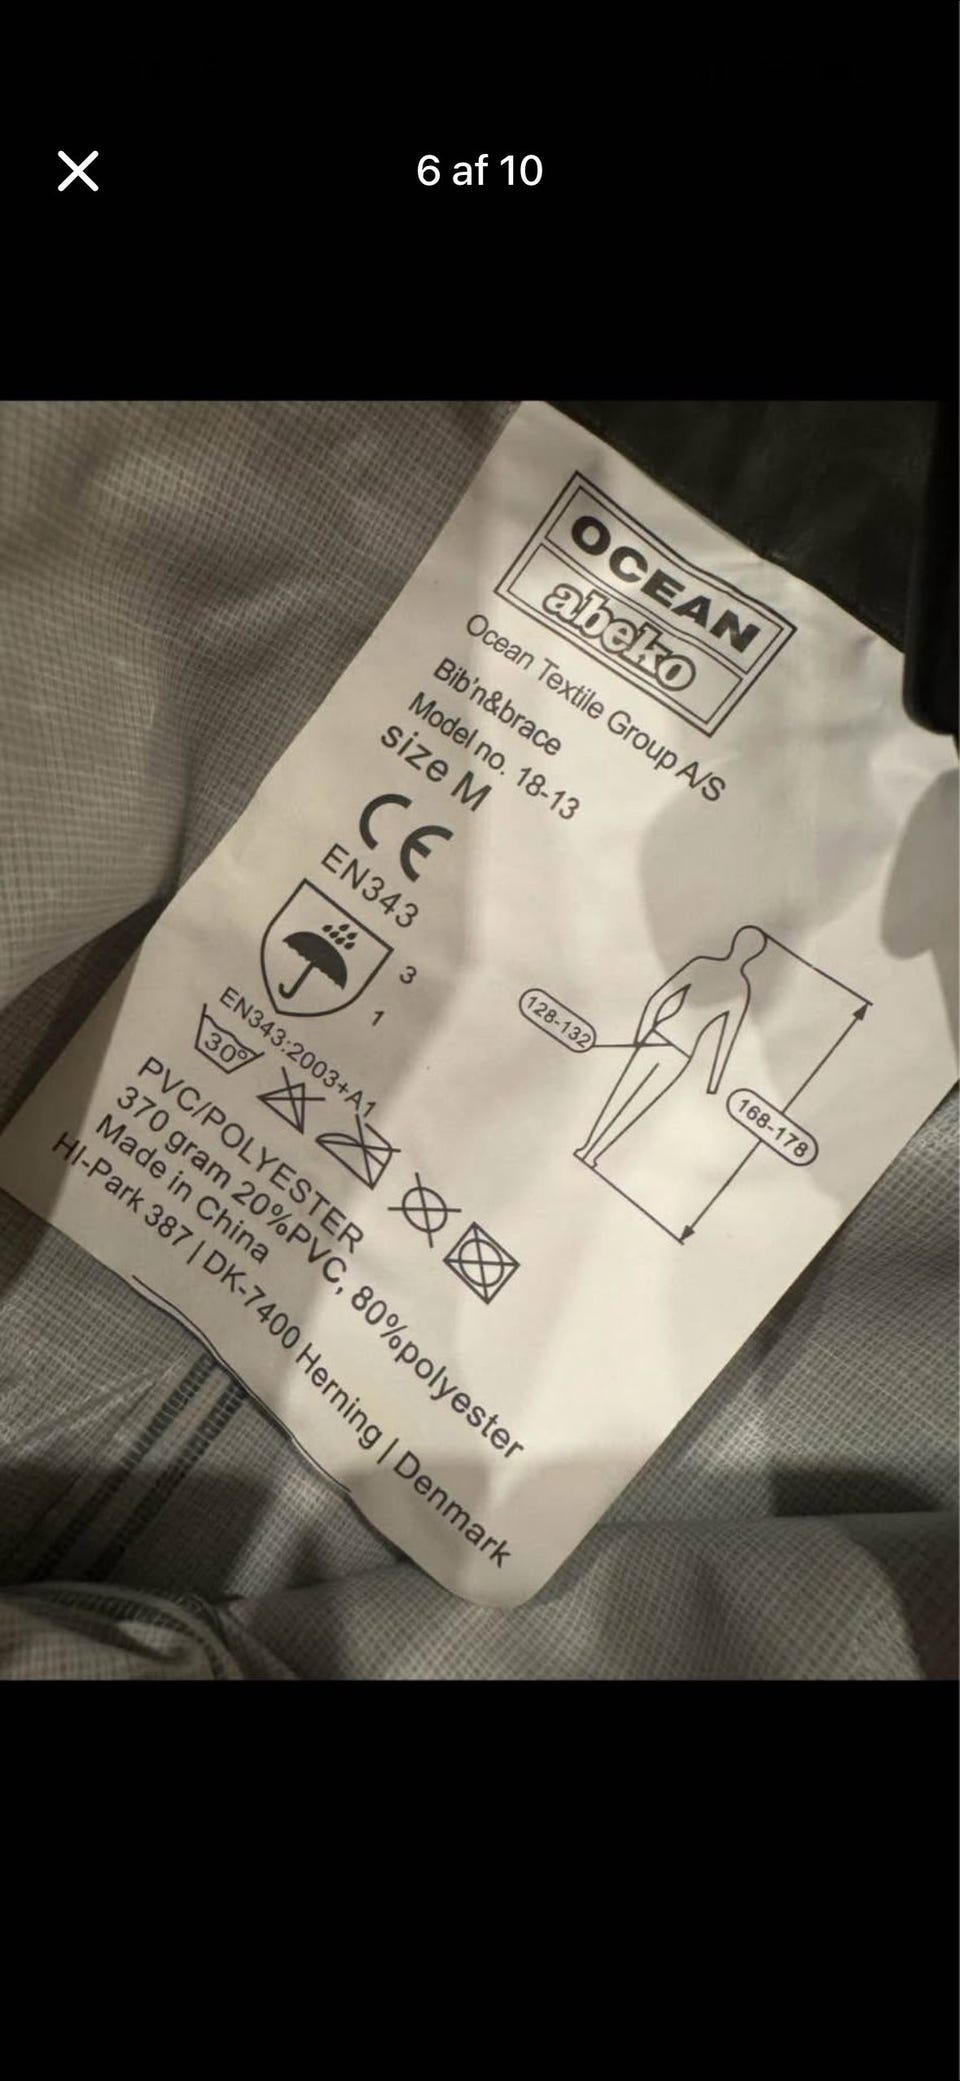 6 af 10
OCEAN
abeko
Ocean Textile Group A/S
Bib'n&brace
Model no. 18-13
size M
CE
EN343
3
1
EN343:2003+A1
30°
128-132
168-178
PVC/POLYESTER
370 gram 20%PVC, 80%polyester
Made in China
HI-Park 387 | DK-7400 Herning | Denmark